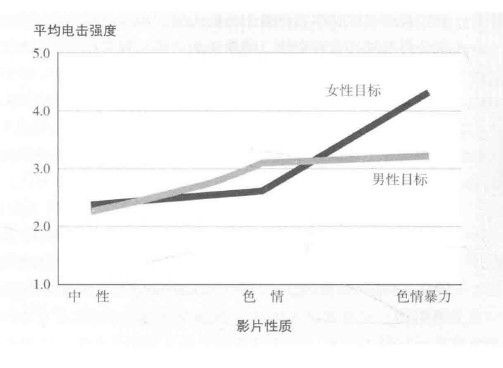 平均电击强度
5.0
女性目标
4.0
3.0
男性目标
2.0
1.0
中 性
色 情
色情暴力
影片性质